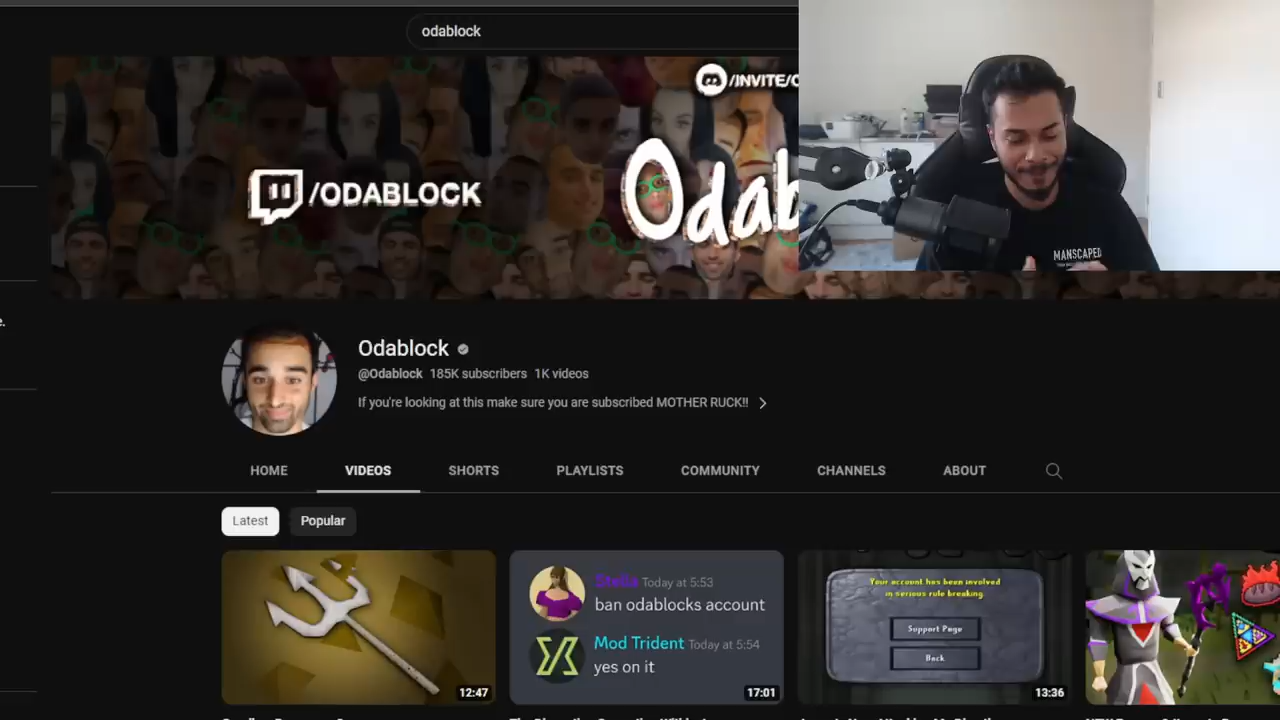 odablock
/INVITE/
/ODABLOCK
Odab
MANSCAPED
e.
Odablock
@Odablock 185K subscribers 1K videos
If you're looking at this make sure you are subscribed MOTHER RUCK!!
HOME VIDEOS SHORTS PLAYLISTS COMMUNITY CHANNELS ABOUT
Latest Popular
Stella Today at 5:53
ban odablocks account
Mod Trident Today at 5:54
yes on it
Your account has been involved
in serious rule breaking.
Support Page
Back
12:47 17:01 13:36